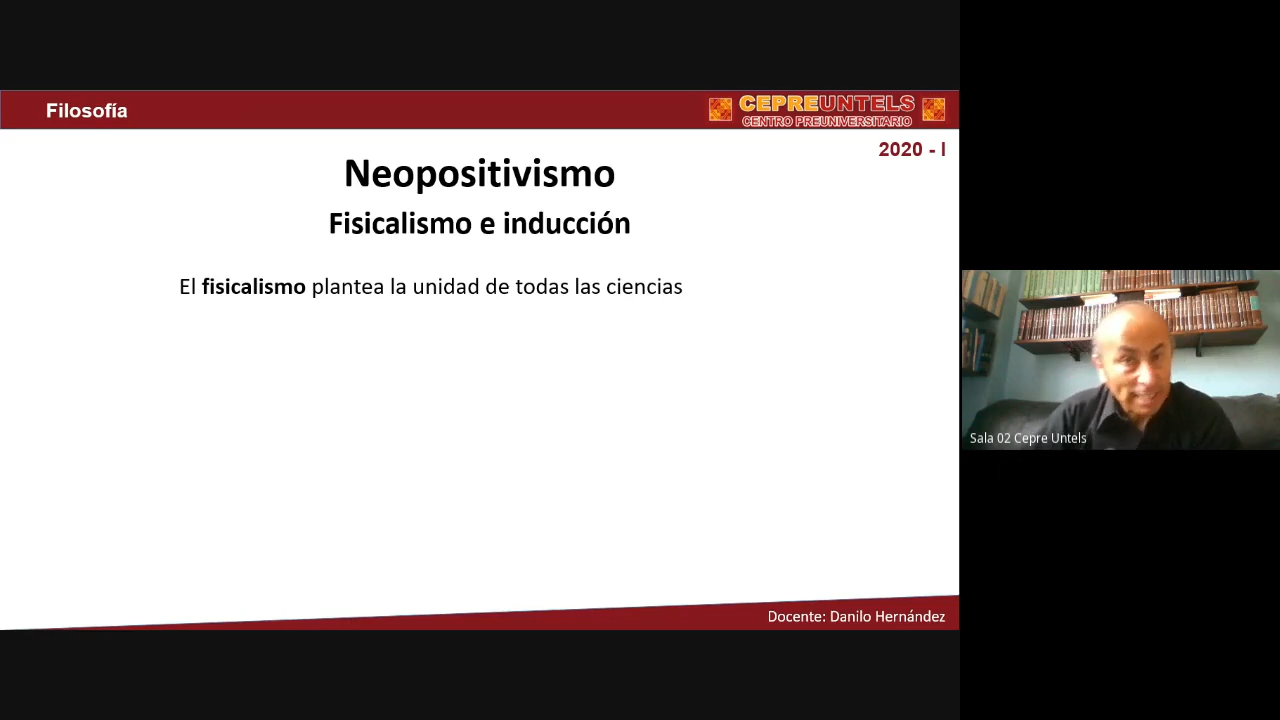 Filosofía
CEPREUNTELS
CENTRO PREUNIVERSITARIO
2020 - I
Neopositivismo
Fisicalismo e inducción
El fisicalismo plantea la unidad de todas las ciencias
Sala 02 Cepre Untels
Docente: Danilo Hernández